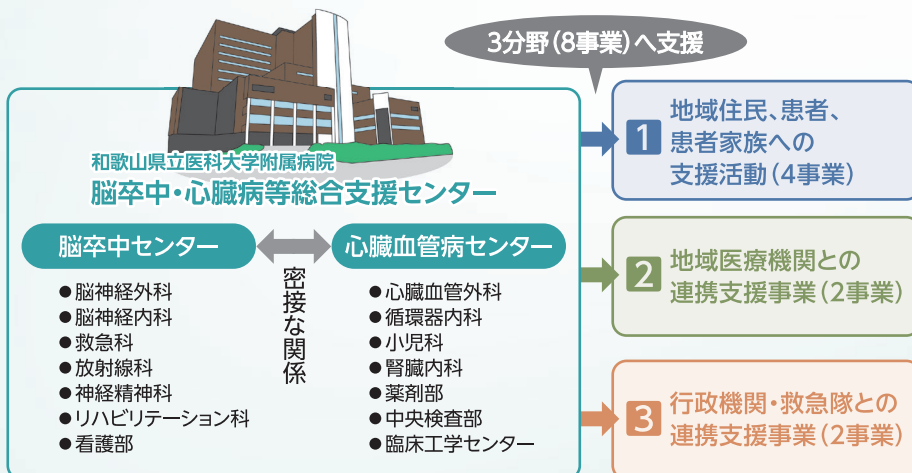 3分野(8事業)へ支援
和歌山県立医科大学附属病院
脳卒中・心臓病等総合支援センター
脳卒中センター
●脳神経外科
●脳神経内科
●救急科
●放射線科
●神経精神科
●リハビリテーション科
●看護部
密接な関係
心臓血管病センター
●心臓血管外科
●循環器内科
●小児科
●腎臓内科
●薬剤部
●中央検査部
●臨床工学センター
1
地域住民、患者、
患者家族への
支援活動(4事業)
2
地域医療機関との
連携支援事業(2事業)
3
行政機関・救急隊との
連携支援事業(2事業)